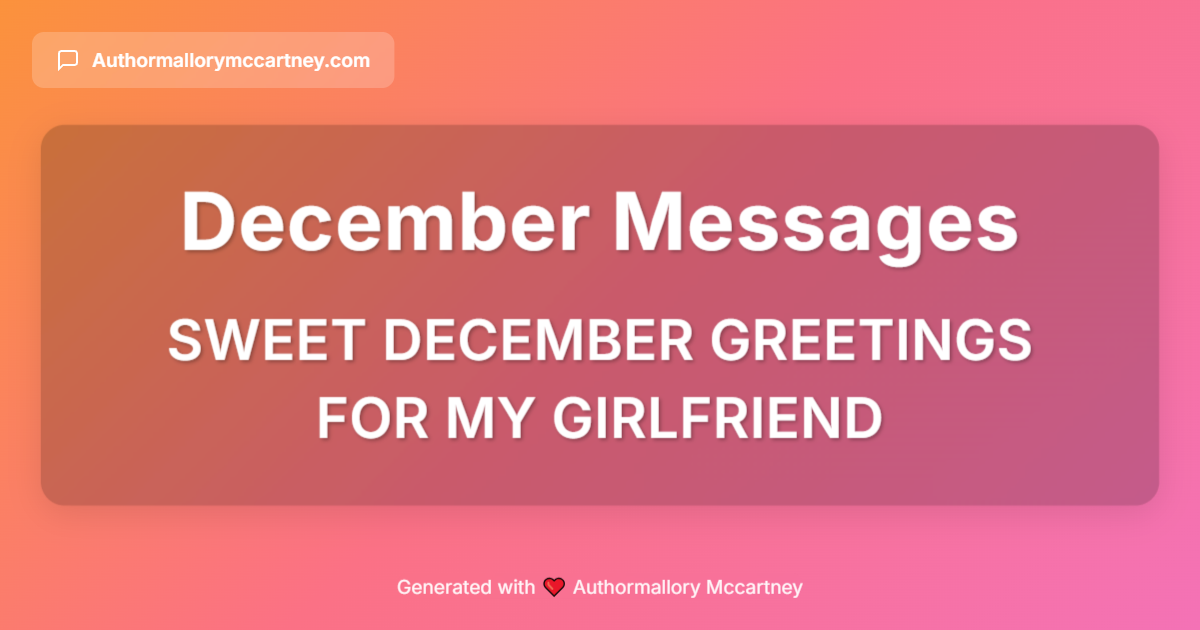 Authormallorymccartney.com
December Messages
SWEET DECEMBER GREETINGS
FOR MY GIRLFRIEND
Generated with ❤️ Authormallory Mccartney